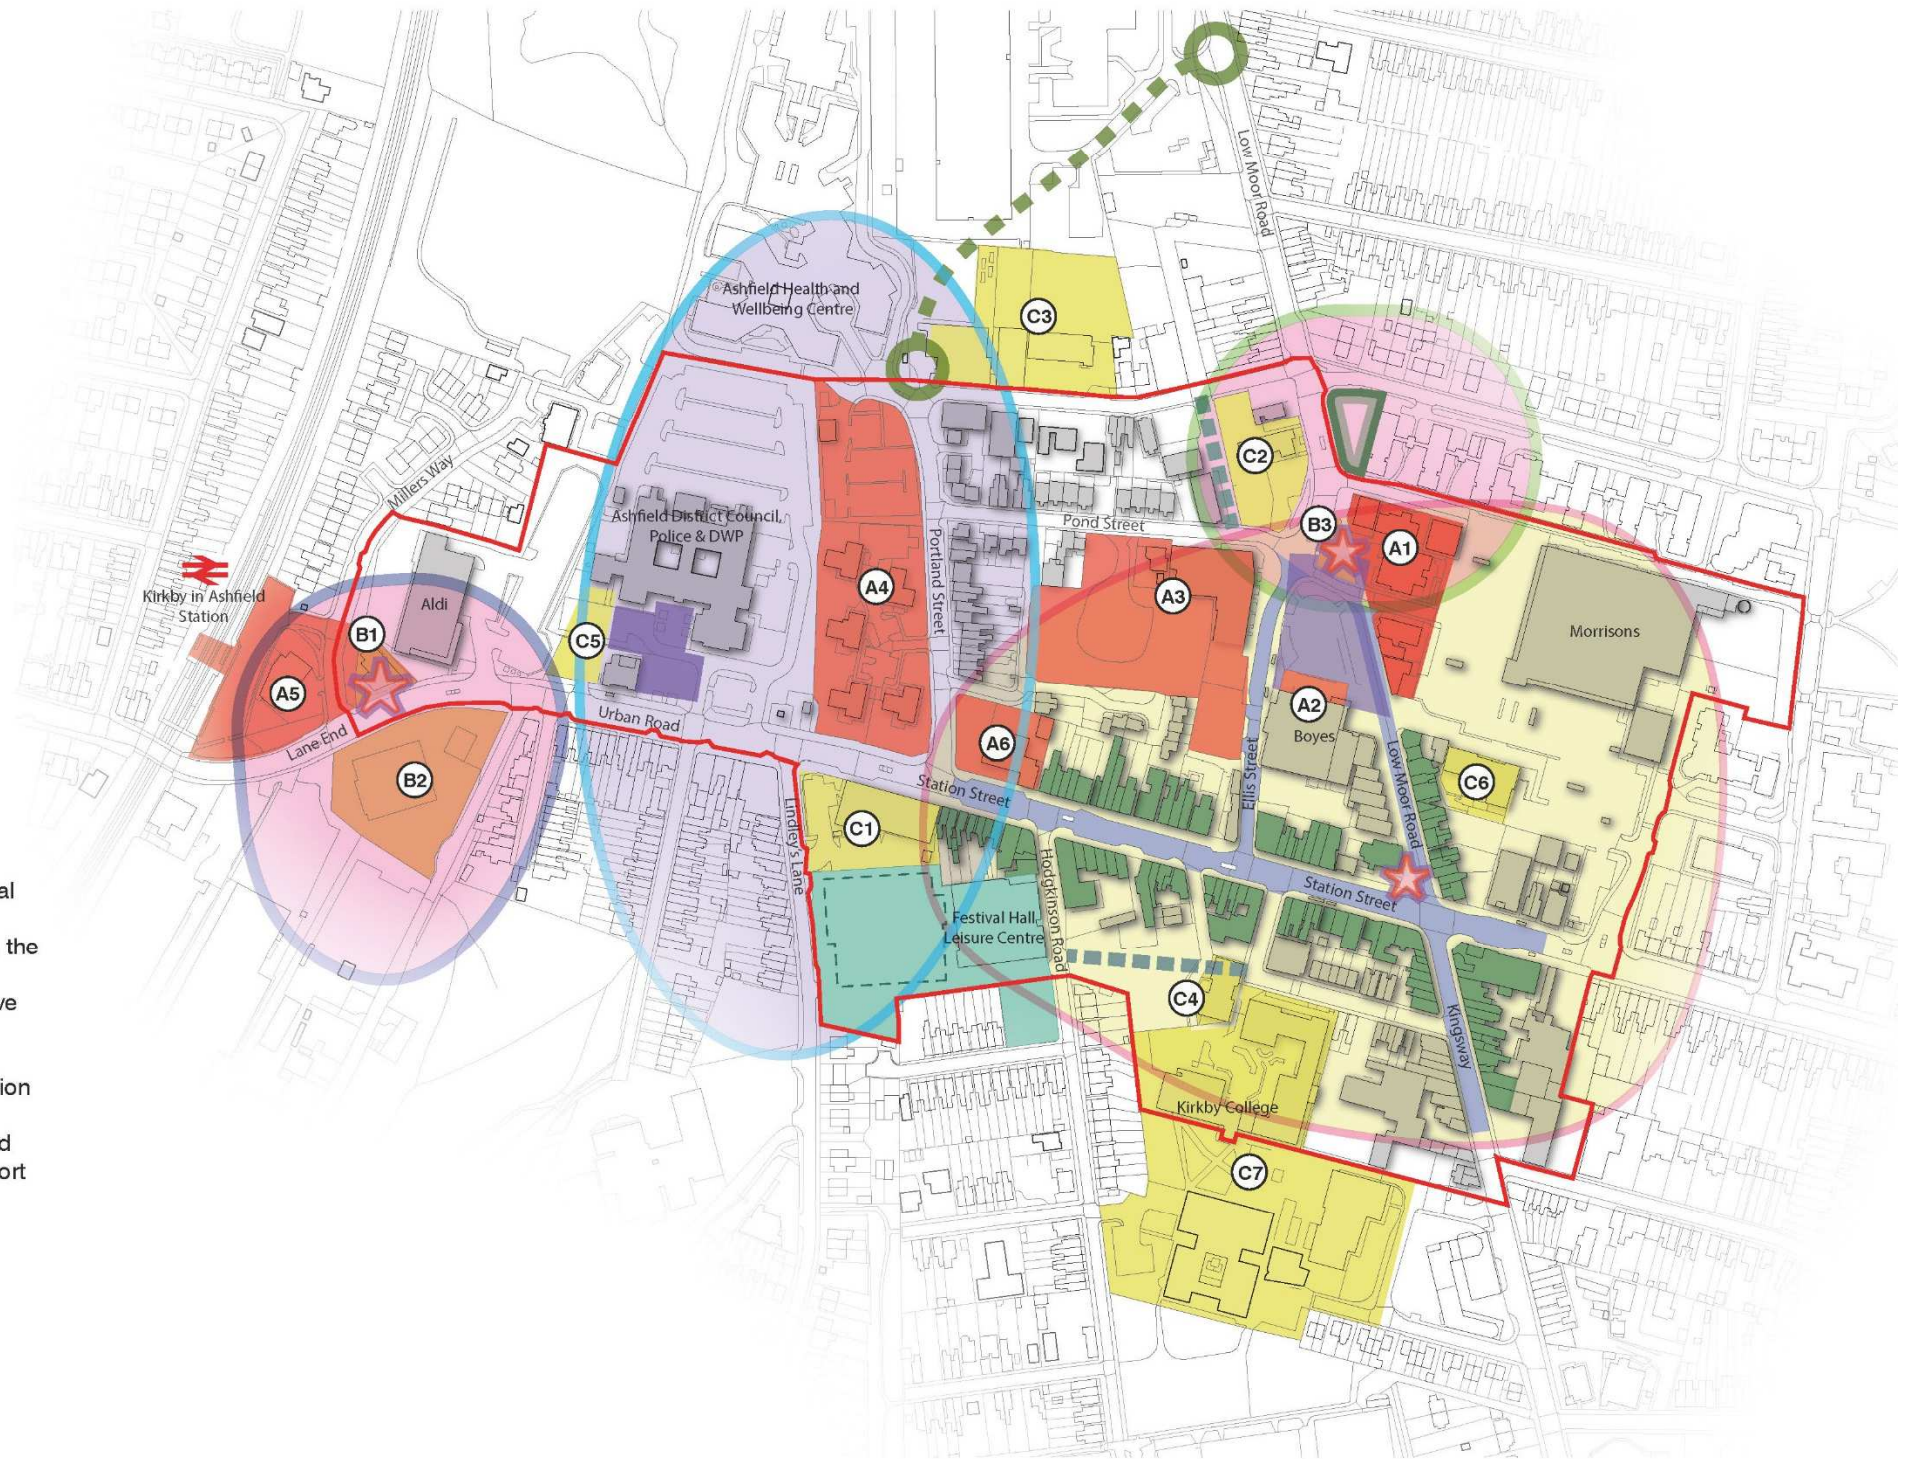 Low Moor Road
Ashfield Health and
Wellbeing Centre
C3
C2
Millers Way
Ashfield District Council,
Police & DWP
Pond Street
B3
A1
Portland Street
Kirkby in Ashfield
Station
Aldi
A4
A3
Morrisons
B1
C5
A5
A2
Boyes
Urban Road
Lane End
A6
B2
Station Street
Ellis Street
Low Moor Road
C6
Lindley's Lane
C1
Hodgkinson Road
Station Street
al
Festival Hall
Leisure Centre
the
ve
C4
Kingsway
ion
Kirkby College
d
ort
C7